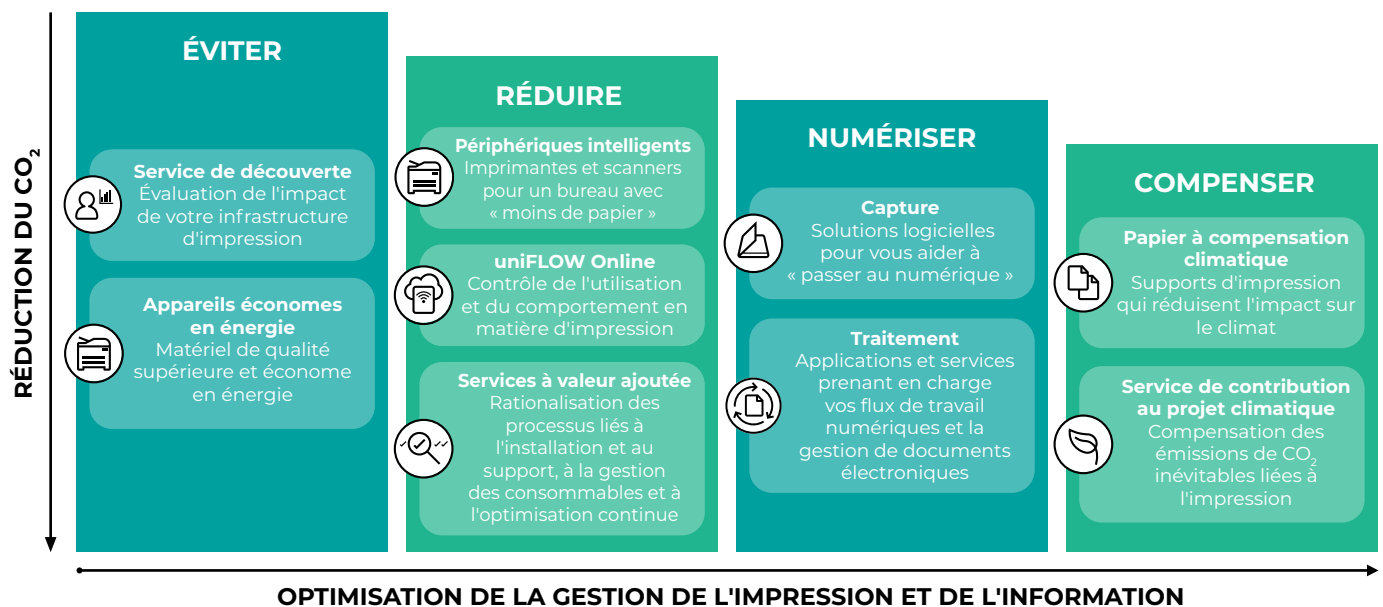 RÉDUCTION DU CO₂
ÉVITER
Service de découverte
Évaluation de l'impact
de votre infrastructure
d'impression
Appareils économes
en énergie
Matériel de qualité
supérieure et économe
en énergie
RÉDUIRE
Périphériques intelligents
Imprimantes et scanners
pour un bureau avec
« moins de papier »
uniFLOW Online
Contrôle de l'utilisation
et du comportement en
matière d'impression
Services à valeur ajoutée
Rationalisation des
processus liés à
l'installation et au
support, à la gestion
des consommables et à
l'optimisation continue
NUMÉRISER
Capture
Solutions logicielles
pour vous aider à
« passer au numérique »
Traitement
Applications et services
prenant en charge
vos flux de travail
numériques et la
gestion de documents
électroniques
COMPENSER
Papier à compensation
climatique
Supports d'impression
qui réduisent l'impact sur
le climat
Service de contribution
au projet climatique
Compensation des
émissions de CO₂
inévitables liées à
l'impression
OPTIMISATION DE LA GESTION DE L'IMPRESSION ET DE L'INFORMATION